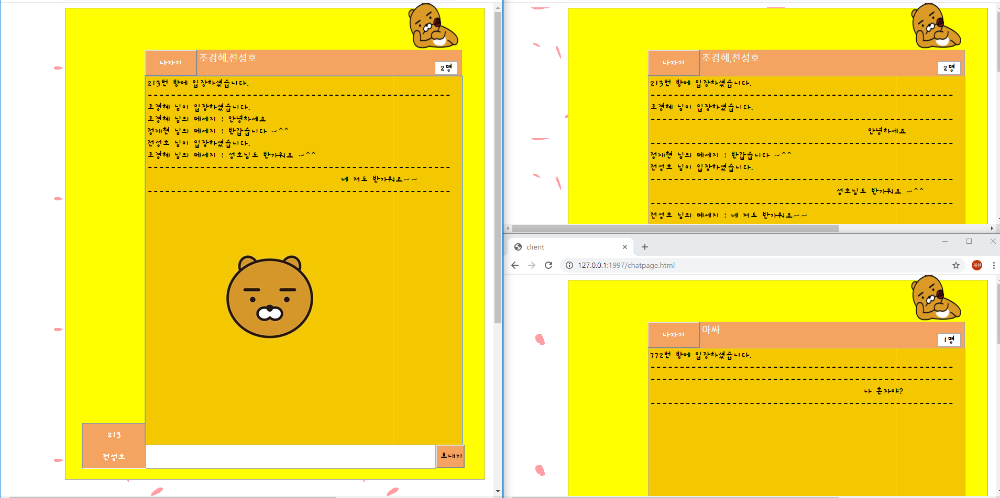 나가기
조경혜,전성호
2명
213번 방에 입장하셨습니다.
--------------------------------------------------------------
조경혜 님이 입장하셨습니다.
조경혜 님의 메세지 : 안녕하세요
정재현 님의 메세지 : 반갑습니다 ~^^
전성호 님이 입장하셨습니다.
조경혜 님의 메세지 : 성호님도 반가워요 ~^^
--------------------------------------------------------------
네 저도 반가워요~~
--------------------------------------------------------------
213
전성호
보내기
나가기
조경혜,전성호
2명
213번 방에 입장하셨습니다.
--------------------------------------------------------------
조경혜 님이 입장하셨습니다.
--------------------------------------------------------------
안녕하세요
--------------------------------------------------------------
정재현 님의 메세지 : 반갑습니다 ~^^
전성호 님이 입장하셨습니다.
--------------------------------------------------------------
성호님도 반가워요 ~^^
--------------------------------------------------------------
전성호 님의 메세지 : 네 저도 반가워요~~
client
127.0.0.1:1997/chatpage.html
재현
나가기
아싸
1명
772번 방에 입장하셨습니다.
--------------------------------------------------------------
--------------------------------------------------------------
나 혼자야?
--------------------------------------------------------------